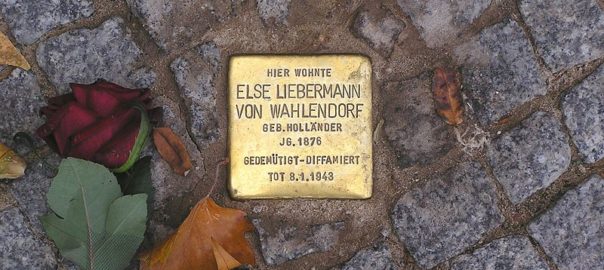 HIER WOHNTE
ELSE LIEBERMANN
VON WAHLENDORF
GEB. HOLLÄNDER
JG. 1876
GEDEMÜTIGT-DIFFAMIERT
TOT 8.1.1943